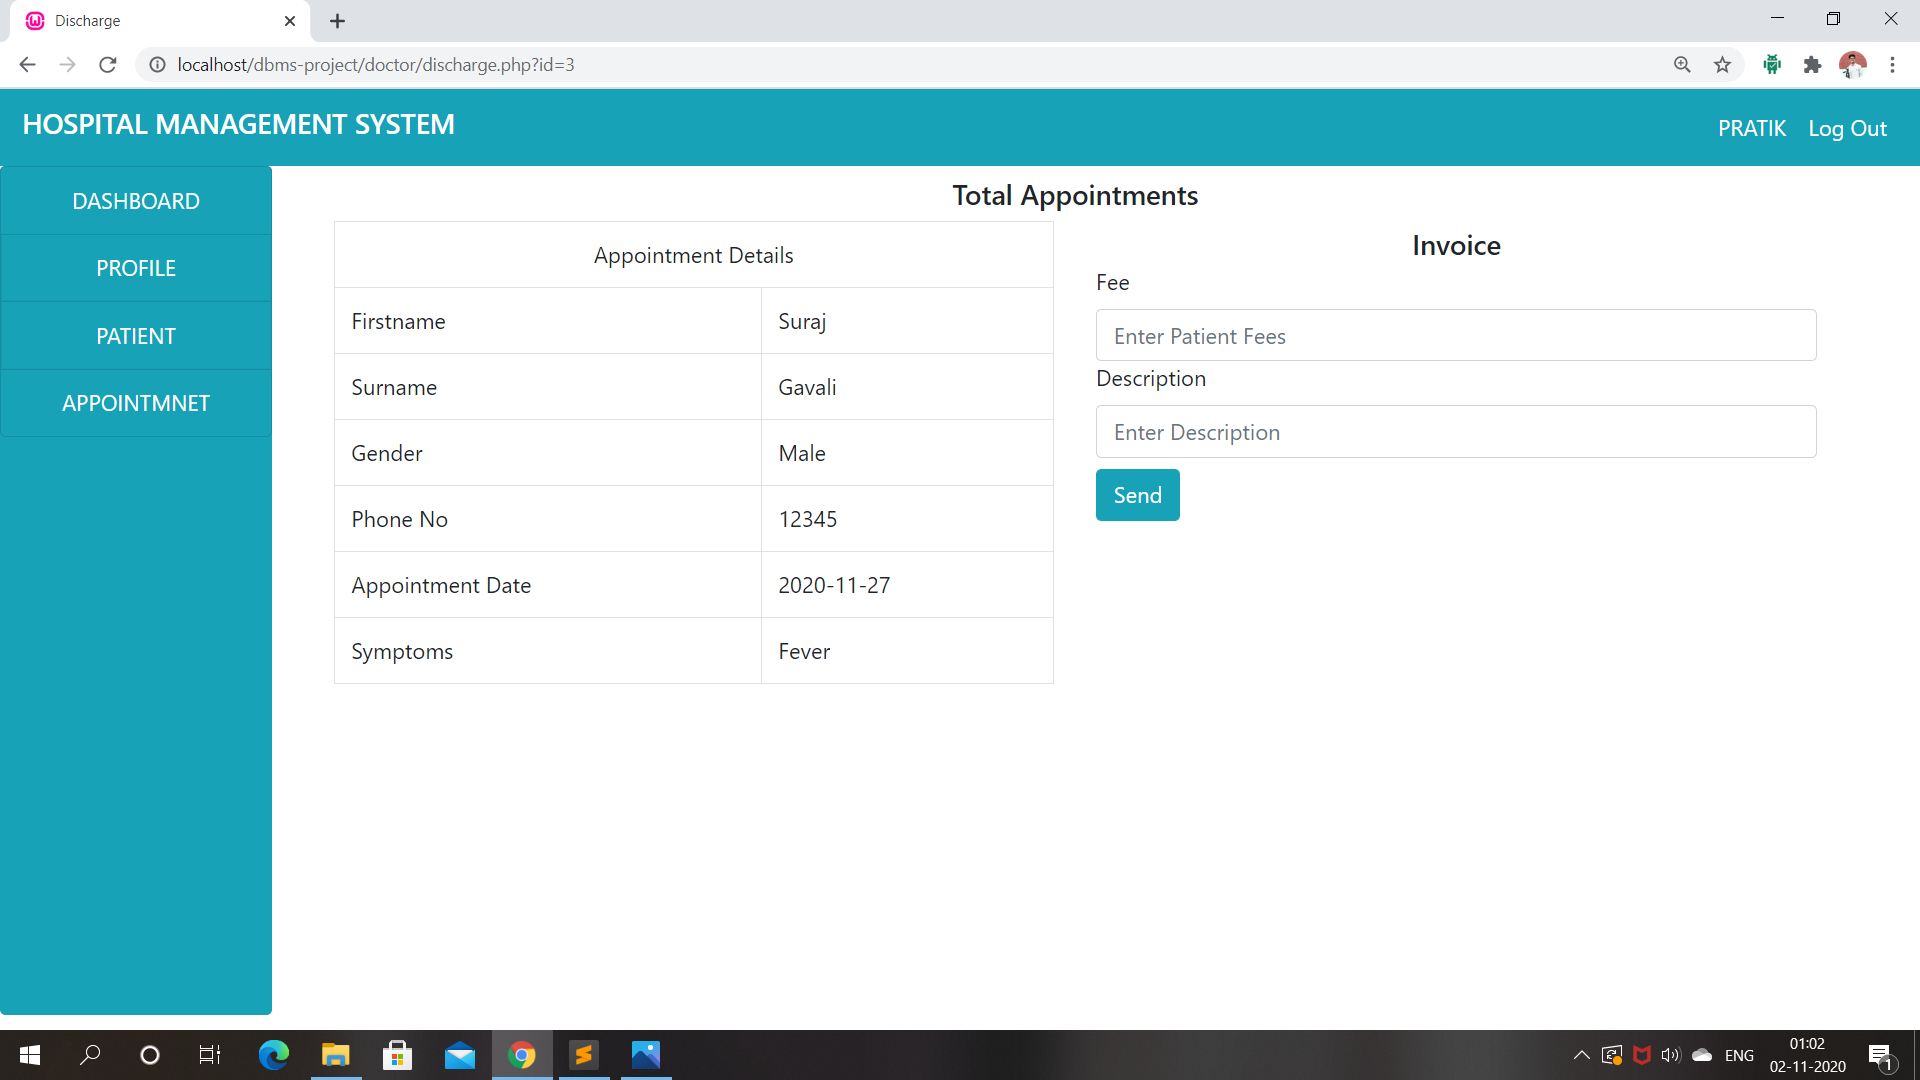 Discharge
localhost/dbms-project/doctor/discharge.php?id=3
HOSPITAL MANAGEMENT SYSTEM
PRATIK Log Out
DASHBOARD
PROFILE
PATIENT
APPOINTMNET
Total Appointments
Appointment Details
Firstname Suraj
Surname Gavali
Gender Male
Phone No 12345
Appointment Date 2020-11-27
Symptoms Fever
Invoice
Fee
Enter Patient Fees
Description
Enter Description
Send
ENG
01:02
02-11-2020
1